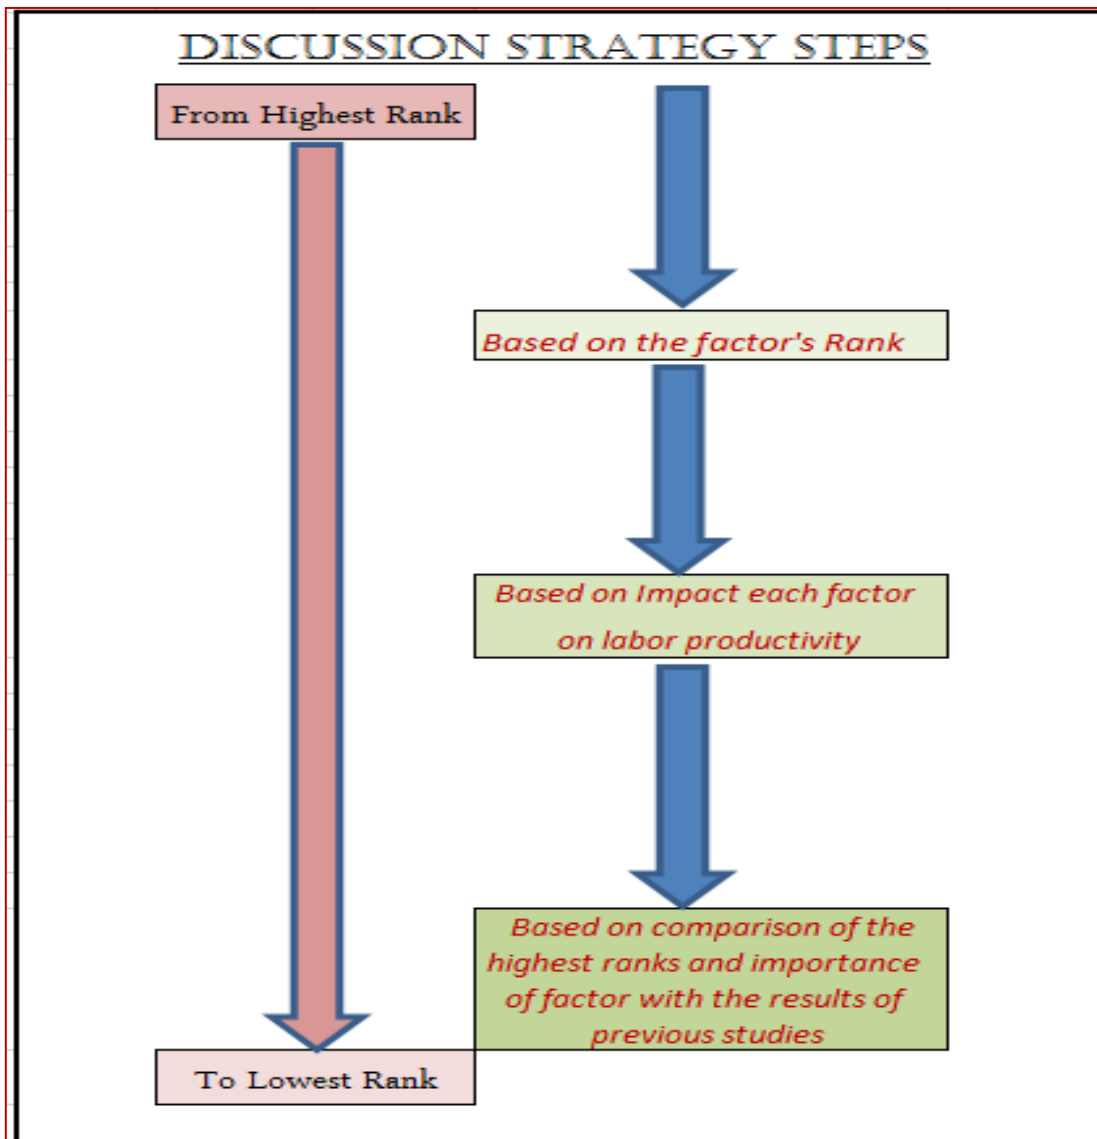 DISCUSSION STRATEGY STEPS
From Highest Rank
Based on the factor's Rank
Based on Impact each factor
on labor productivity
Based on comparison of the
highest ranks and importance
of factor with the results of
previous studies
To Lowest Rank